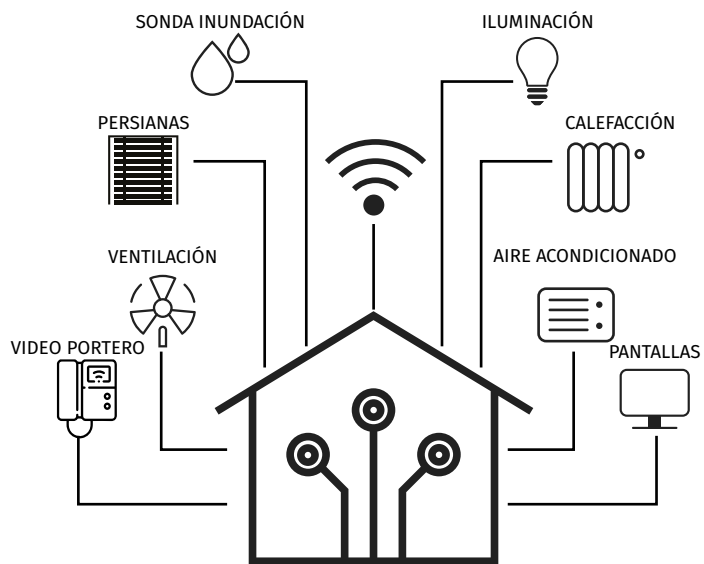 SONDA INUNDACIÓN
ILUMINACIÓN
PERSIANAS
CALEFACCIÓN
VENTILACIÓN
AIRE ACONDICIONADO
VIDEO PORTERO
PANTALLAS